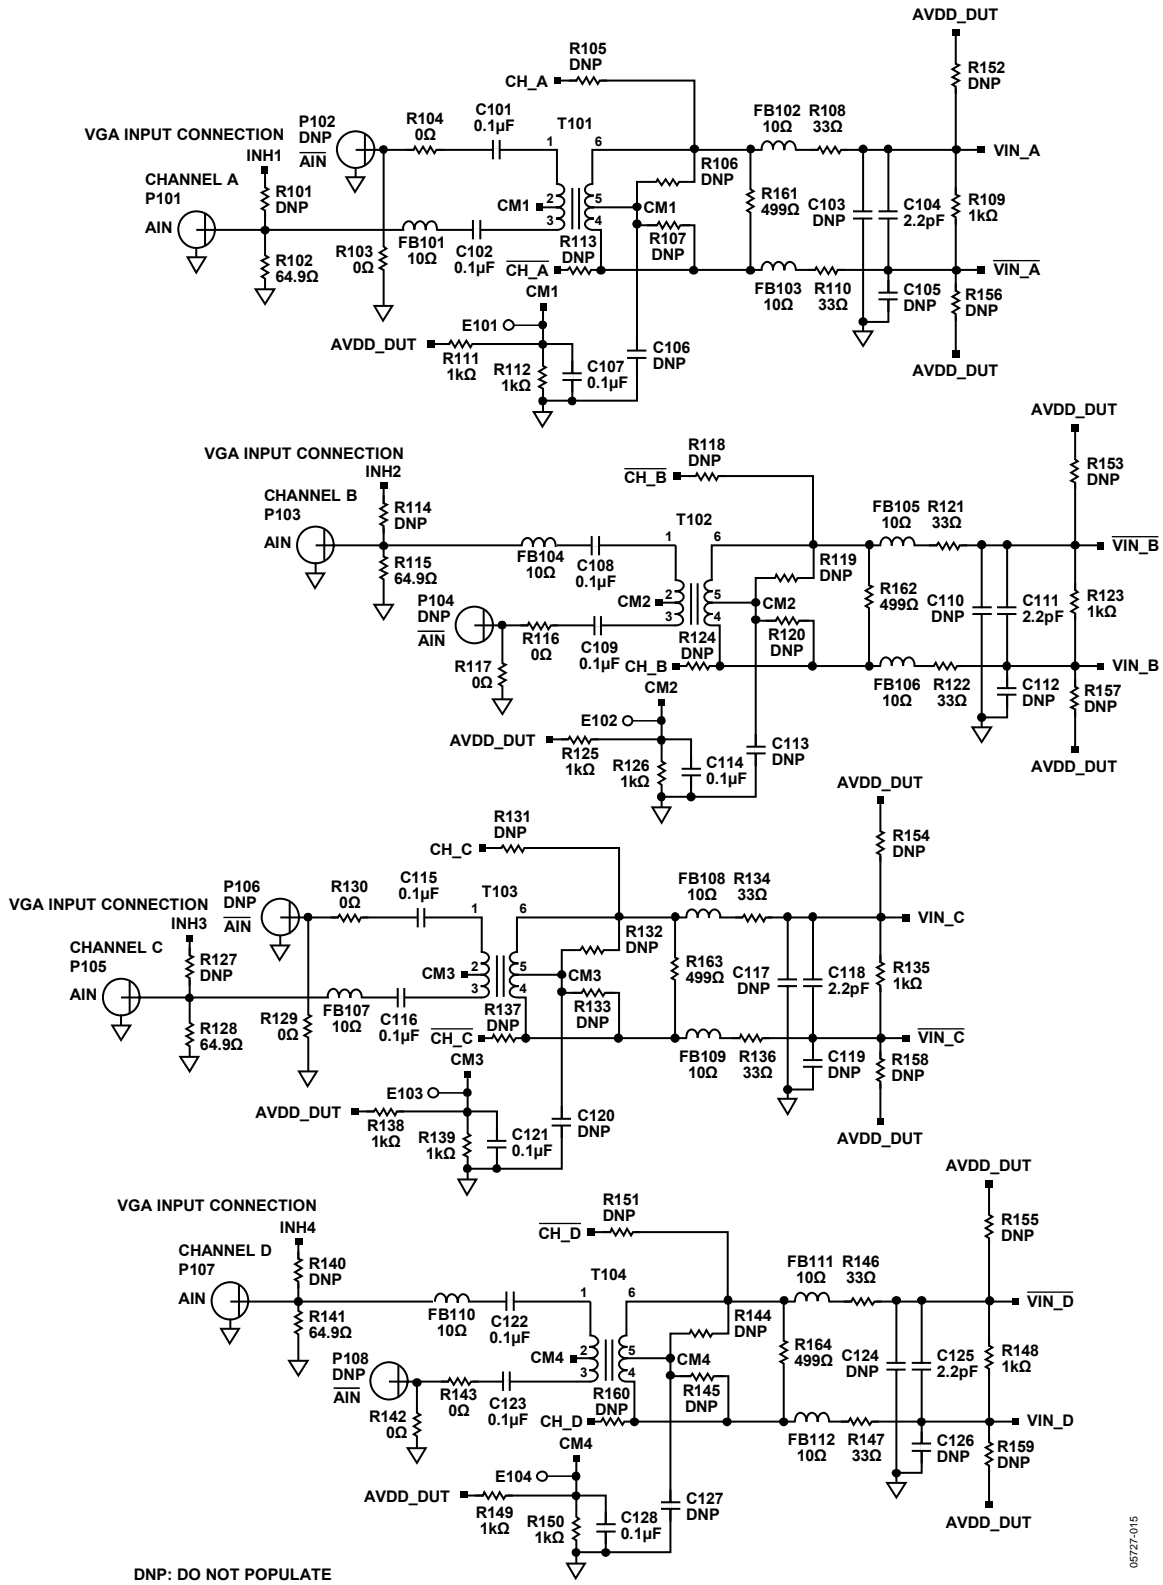 AVDD_DUT
R105
DNP
CH_A
R152
DNP
P102
DNP
AIN
R104
0Ω
C101
0.1µF
T101
FB102
10Ω
R108
33Ω
VGA INPUT CONNECTION
INH1
1
6
VIN_A
CHANNEL A
P101
R101
DNP
R106
DNP
AIN
CM1
2
5
CM1
R161
499Ω
C103
DNP
C104
2.2pF
R109
1kΩ
3
4
R107
DNP
R102
64.9Ω
R103
0Ω
FB101
10Ω
C102
0.1µF
R113
DNP
CH_A
VIN_A
FB103
10Ω
R110
33Ω
C105
DNP
R156
DNP
CM1
E101
AVDD_DUT
R111
1kΩ
R112
1kΩ
C107
0.1µF
C106
DNP
AVDD_DUT
AVDD_DUT
VGA INPUT CONNECTION
INH2
R118
DNP
CH_B
R153
DNP
CHANNEL B
P103
R114
DNP
T102
FB105
10Ω
R121
33Ω
AIN
1
6
VIN_B
R115
64.9Ω
FB104
10Ω
C108
0.1µF
R119
DNP
P104
DNP
AIN
CM2
2
5
CM2
R162
499Ω
C110
DNP
C111
2.2pF
R123
1kΩ
3
4
R116
0Ω
C109
0.1µF
R124
DNP
R120
DNP
R117
0Ω
CH_B
VIN_B
FB106
10Ω
R122
33Ω
C112
DNP
R157
DNP
CM2
E102
AVDD_DUT
R125
1kΩ
R126
1kΩ
C114
0.1µF
C113
DNP
AVDD_DUT
AVDD_DUT
R131
DNP
CH_C
R154
DNP
P106
DNP
AIN
R130
0Ω
C115
0.1µF
T103
FB108
10Ω
R134
33Ω
VGA INPUT CONNECTION
INH3
1
6
VIN_C
CHANNEL C
P105
R127
DNP
R132
DNP
AIN
CM3
2
5
CM3
R163
499Ω
C117
DNP
C118
2.2pF
R135
1kΩ
3
4
R133
DNP
R128
64.9Ω
R129
0Ω
FB107
10Ω
C116
0.1µF
R137
DNP
CH_C
VIN_C
FB109
10Ω
R136
33Ω
C119
DNP
R158
DNP
CM3
E103
AVDD_DUT
R138
1kΩ
R139
1kΩ
C121
0.1µF
C120
DNP
AVDD_DUT
AVDD_DUT
VGA INPUT CONNECTION
INH4
R151
DNP
CH_D
R155
DNP
CHANNEL D
P107
R140
DNP
T104
FB111
10Ω
R146
33Ω
AIN
1
6
VIN_D
R141
64.9Ω
FB110
10Ω
C122
0.1µF
R144
DNP
P108
DNP
AIN
CM4
2
5
CM4
R164
499Ω
C124
DNP
C125
2.2pF
R148
1kΩ
3
4
R143
0Ω
C123
0.1µF
R160
DNP
R145
DNP
R142
0Ω
CH_D
VIN_D
FB112
10Ω
R147
33Ω
C126
DNP
R159
DNP
CM4
E104
AVDD_DUT
R149
1kΩ
R150
1kΩ
C128
0.1µF
C127
DNP
AVDD_DUT
DNP: DO NOT POPULATE
05727-015